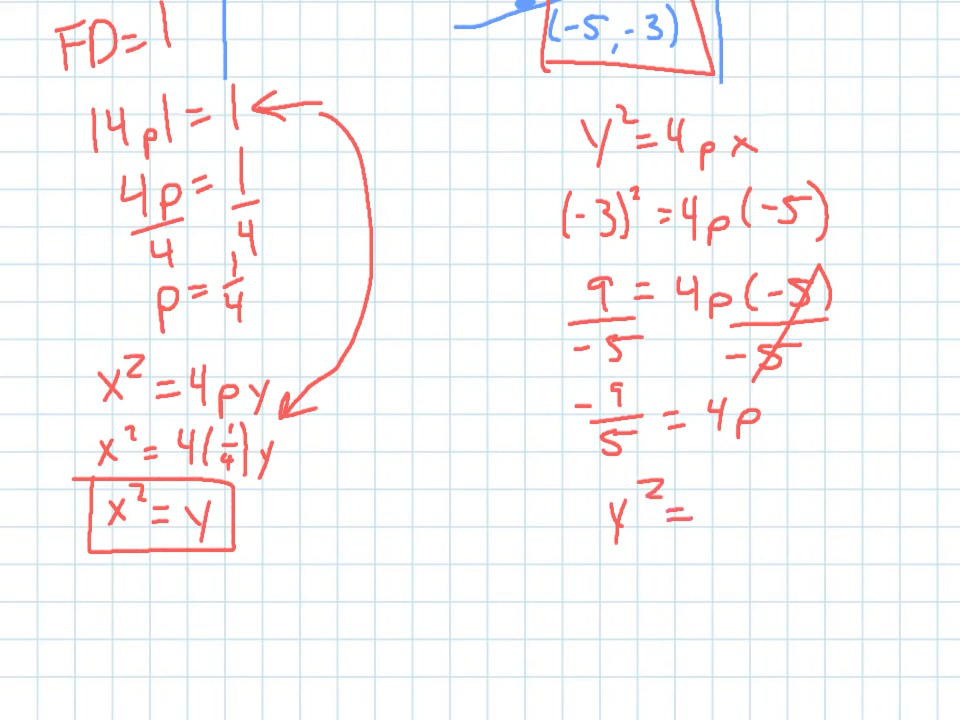 FD = 1
|4p| = 1
4p/4 = 1/4
p = 1/4
x² = 4py
x² = 4(1/4)y
x² = y
(-5, -3)
y² = 4px
(-3)² = 4p(-5)
9/-5 = 4p(-5)/-5
-9/5 = 4p
y² =